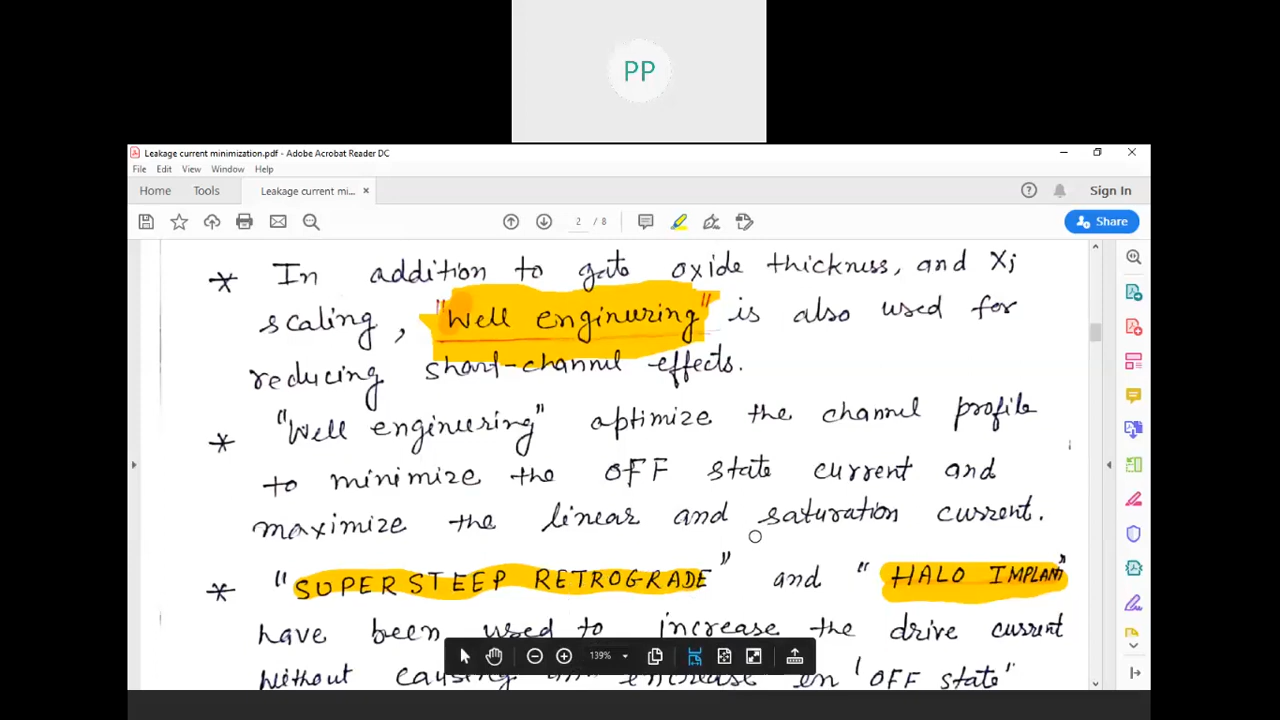 PP
Leakage current minimization.pdf - Adobe Acrobat Reader DC
File Edit View Window Help
Home Tools Leakage current mi... × Sign In
2 / 8 Share
* In addition to gate oxide thickness, and Xj
scaling, "Well enginuring" is also used for
reducing short-channel effects.
* "Well engineering" optimize the channel profile
to minimize the OFF state current and
maximize the linear and saturation current.
* "SUPERSTEEP RETROGRADE" and "HALO IMPLANT"
have been used to increase the drive current
139%
without causing increase in "OFF state"